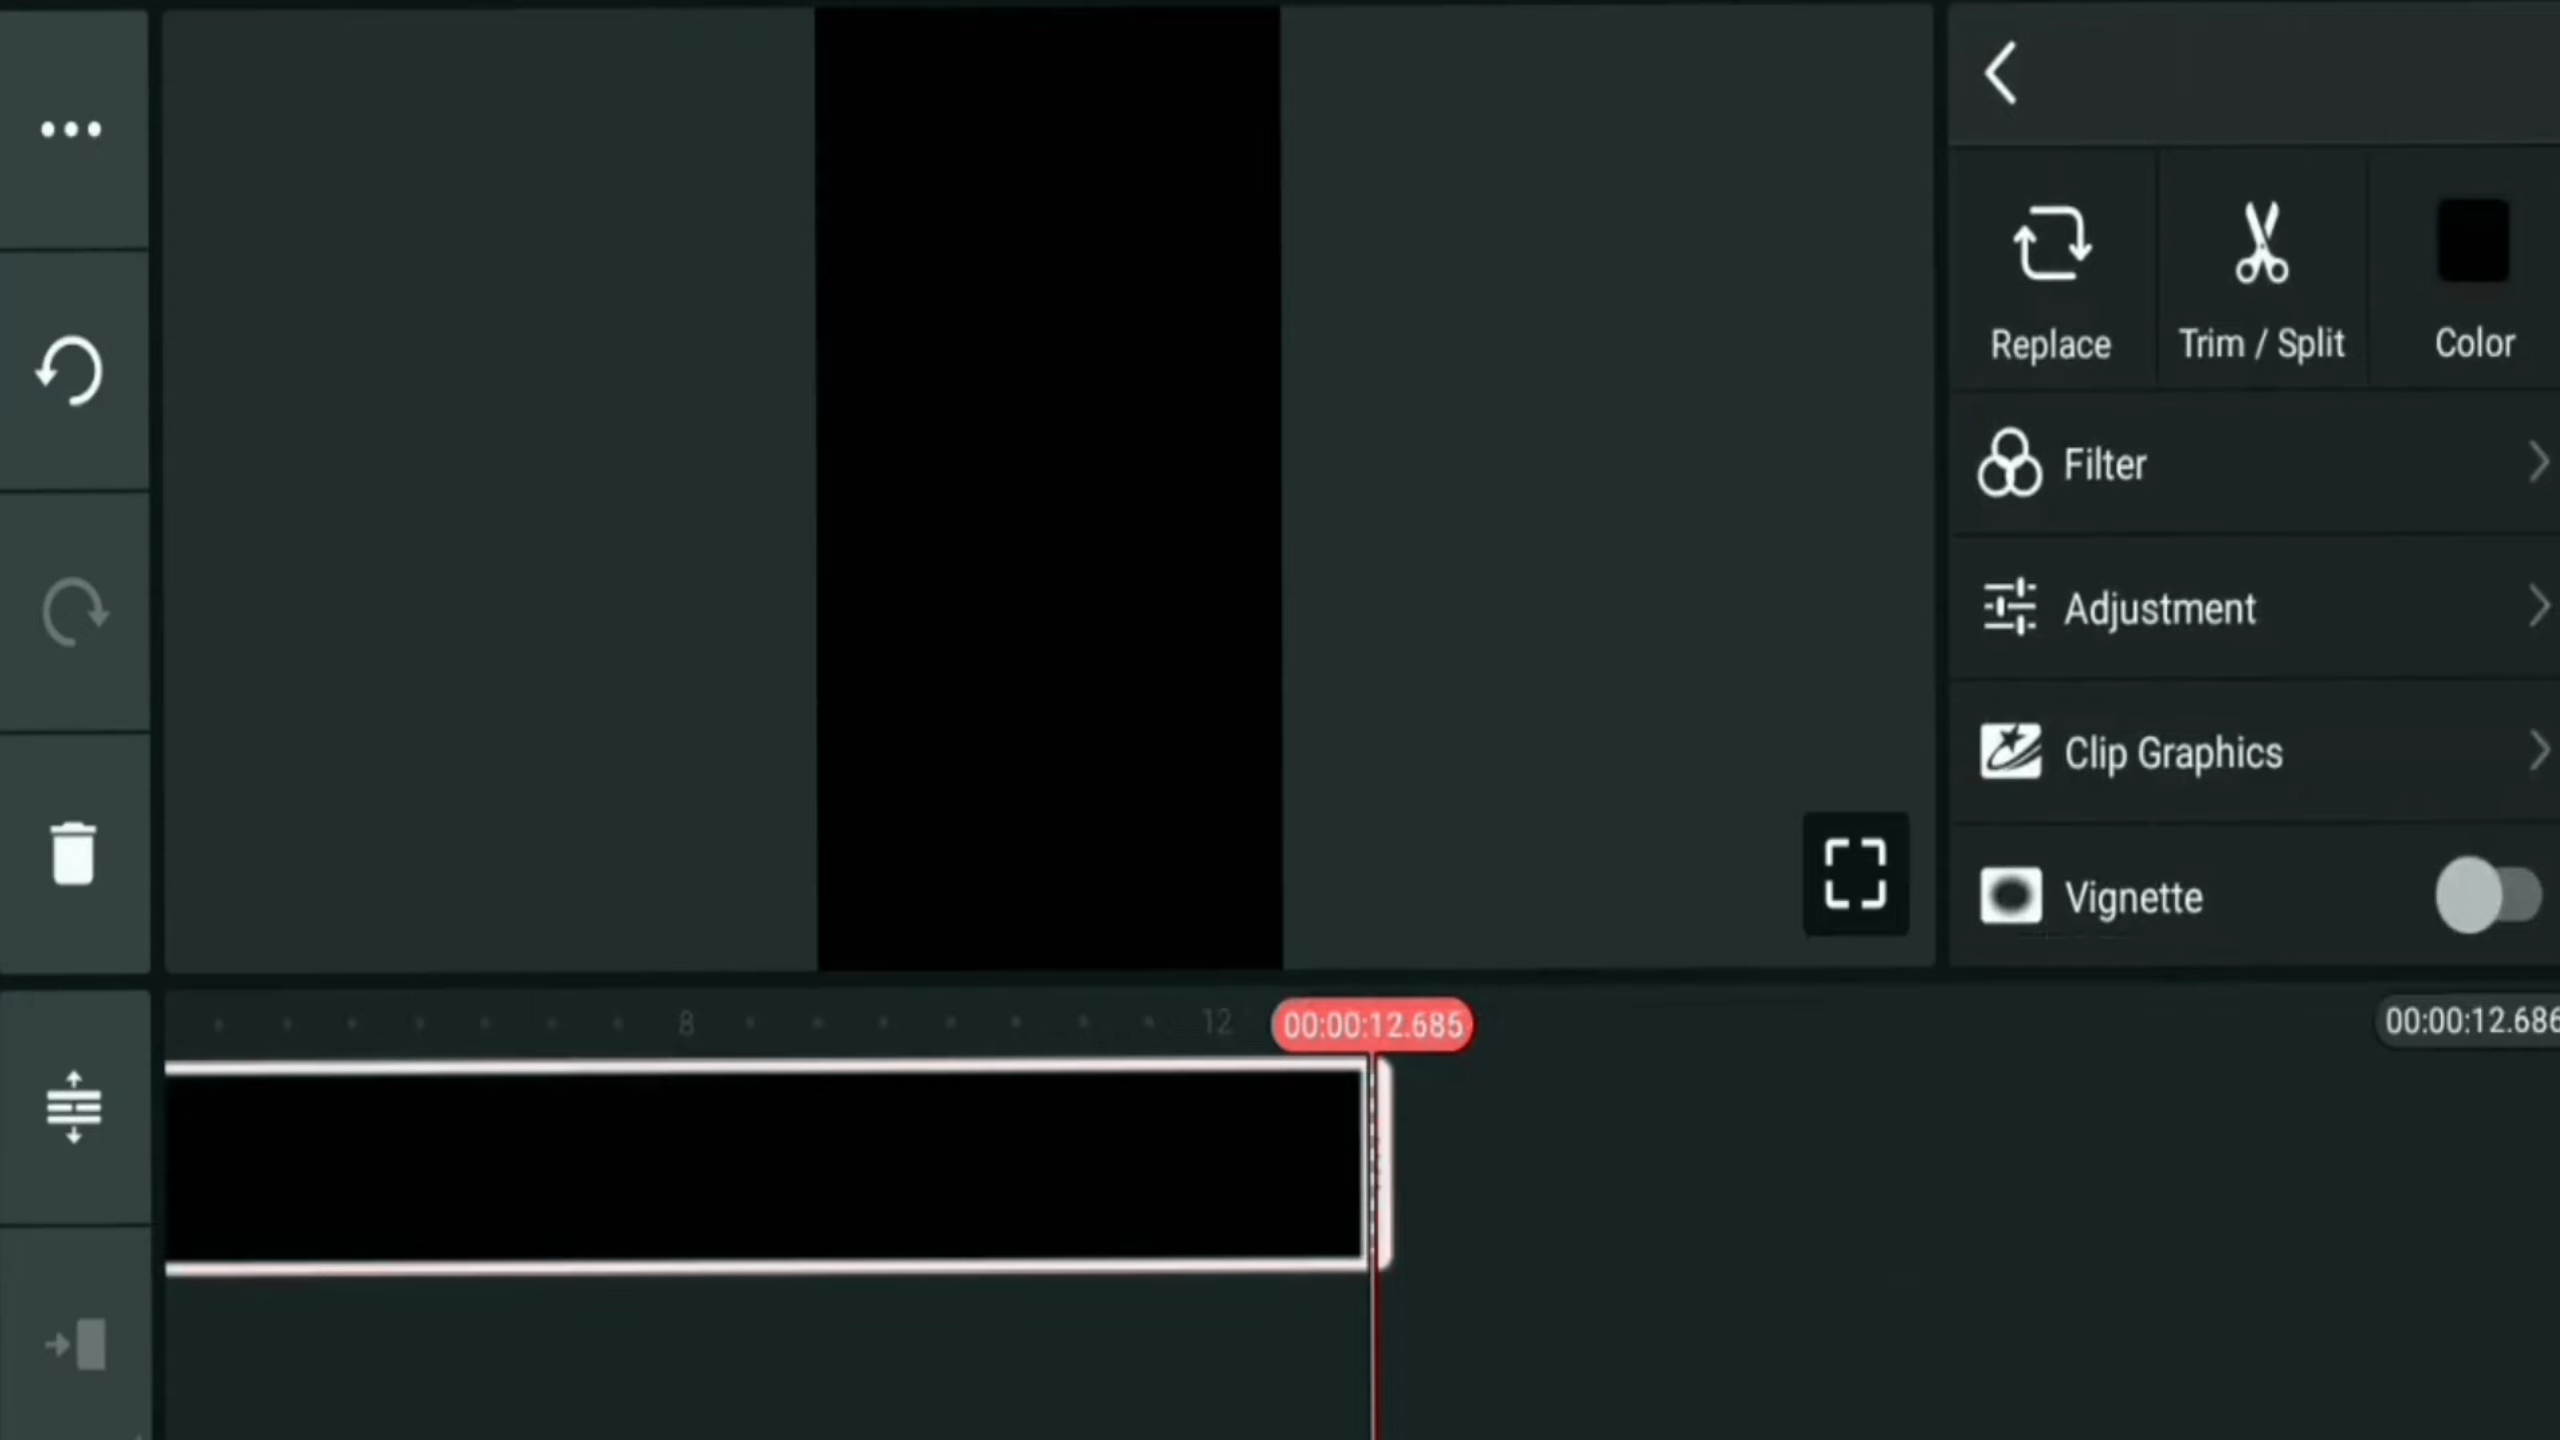 Replace
Trim / Split
Color
Filter
Adjustment
Clip Graphics
Vignette
8
12
00:00:12.685
00:00:12.686